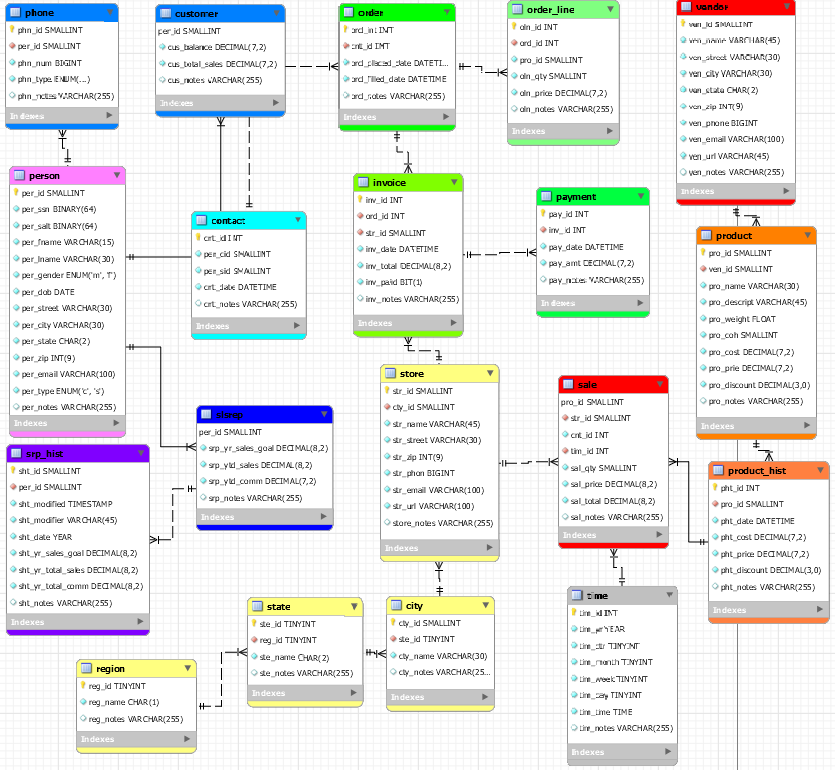 phone
phn_id SMALLINT
per_id SMALLINT
phn_num BIGINT
phn_type ENUM(...)
phn_notes VARCHAR(255)
Indexes
customer
per_id SMALLINT
cus_balance DECIMAL(7,2)
cus_total_sales DECIMAL(7,2)
cus_notes VARCHAR(255)
Indexes
order
ord_int INT
cnt_id INT
ord_placed_date DATETI...
ord_filled_date DATETIME
ord_notes VARCHAR(255)
Indexes
order_line
oln_id INT
ord_id INT
pro_id SMALLINT
oln_qty SMALLINT
oln_price DECIMAL(7,2)
oln_notes VARCHAR(255)
Indexes
vendor
ven_id SMALLINT
ven_name VARCHAR(45)
ven_street VARCHAR(30)
ven_city VARCHAR(30)
ven_state CHAR(2)
ven_zip INT(9)
ven_phone BIGINT
ven_email VARCHAR(100)
ven_url VARCHAR(45)
ven_notes VARCHAR(255)
Indexes
person
per_id SMALLINT
per_ssn BINARY(64)
per_salt BINARY(64)
per_fname VARCHAR(15)
per_lname VARCHAR(30)
per_gender ENUM('m', 'f')
per_dob DATE
per_street VARCHAR(30)
per_city VARCHAR(30)
per_state CHAR(2)
per_zip INT(9)
per_email VARCHAR(100)
per_type ENUM('c', 's')
per_notes VARCHAR(255)
Indexes
contact
cnt_id INT
per_cid SMALLINT
per_sid SMALLINT
cnt_date DATETIME
cnt_notes VARCHAR(255)
Indexes
invoice
inv_id INT
ord_id INT
str_id SMALLINT
inv_date DATETIME
inv_total DECIMAL(8,2)
inv_paid BIT(1)
inv_notes VARCHAR(255)
Indexes
payment
pay_id INT
inv_id INT
pay_date DATETIME
pay_amt DECIMAL(7,2)
pay_notes VARCHAR(255)
Indexes
product
pro_id SMALLINT
ven_id SMALLINT
pro_name VARCHAR(30)
pro_descript VARCHAR(45)
pro_weight FLOAT
pro_qoh SMALLINT
pro_cost DECIMAL(7,2)
pro_prie DECIMAL(7,2)
pro_discount DECIMAL(3,0)
pro_notes VARCHAR(255)
Indexes
slsrep
per_id SMALLINT
srp_yr_sales_goal DECIMAL(8,2)
srp_ytd_sales DECIMAL(8,2)
srp_ytd_comm DECIMAL(7,2)
srp_notes VARCHAR(255)
Indexes
store
str_id SMALLINT
cty_id SMALLINT
str_name VARCHAR(45)
str_street VARCHAR(30)
str_zip INT(9)
str_phon BIGINT
str_email VARCHAR(100)
str_url VARCHAR(100)
store_notes VARCHAR(255)
Indexes
sale
pro_id SMALLINT
str_id SMALLINT
cnt_id INT
tim_id INT
sal_qty SMALLINT
sal_price DECIMAL(8,2)
sal_total DECIMAL(8,2)
sal_notes VARCHAR(255)
Indexes
srp_hist
sht_id SMALLINT
per_id SMALLINT
sht_modified TIMESTAMP
sht_modifier VARCHAR(45)
sht_date YEAR
sht_yr_sales_goal DECIMAL(8,2)
sht_yr_total_sales DECIMAL(8,2)
sht_yr_total_comm DECIMAL(8,2)
sht_notes VARCHAR(255)
Indexes
product_hist
pht_id INT
pro_id SMALLINT
pht_date DATETIME
pht_cost DECIMAL(7,2)
pht_price DECIMAL(7,2)
pht_discount DECIMAL(3,0)
pht_notes VARCHAR(255)
Indexes
state
ste_id TINYINT
reg_id TINYINT
ste_name CHAR(2)
ste_notes VARCHAR(255)
Indexes
city
cty_id SMALLINT
ste_id TINYINT
cty_name VARCHAR(30)
cty_notes VARCHAR(25...
Indexes
time
tim_id INT
tim_yr YEAR
tim_qtr TINYINT
tim_month TINYINT
tim_week TINYINT
tim_day TINYINT
tim_time TIME
tim_notes VARCHAR(255)
Indexes
region
reg_id TINYINT
reg_name CHAR(1)
reg_notes VARCHAR(255)
Indexes